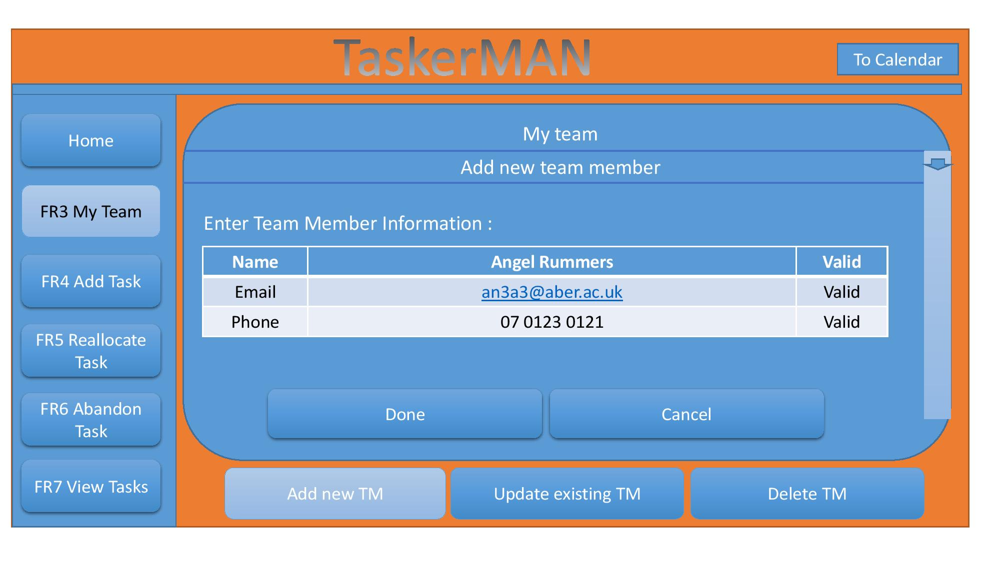 TaskerMAN
To Calendar
Home
FR3 My Team
FR4 Add Task
FR5 Reallocate
Task
FR6 Abandon
Task
FR7 View Tasks
My team
Add new team member
Enter Team Member Information :
Name Angel Rummers Valid
Email an3a3@aber.ac.uk Valid
Phone 07 0123 0121 Valid
Done Cancel
Add new TM Update existing TM Delete TM